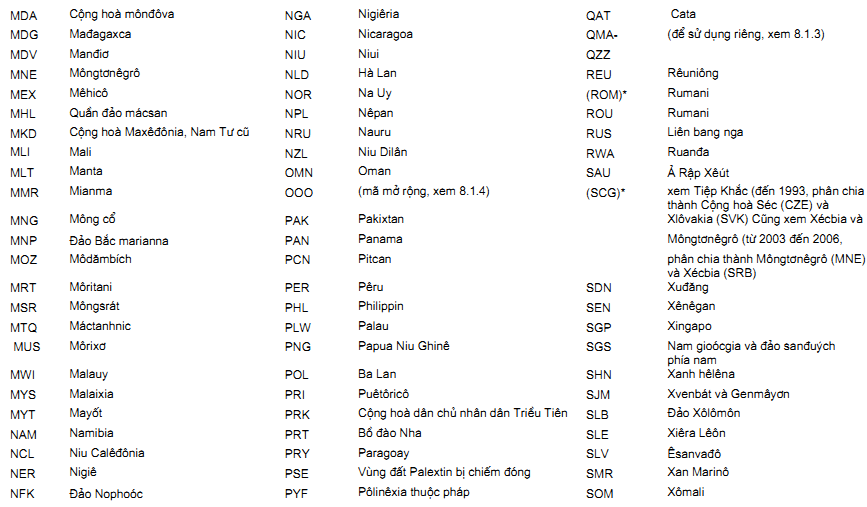 MDA Cộng hoà môndôva NGA Nigiêria QAT Cata
MDG Mađagaxca NIC Nicaragoa QMA- (để sử dụng riêng, xem 8.1.3)
MDV Manđiơ NIU Niui QZZ
MNE Môngtơnêgrô NLD Hà Lan REU Rêuniông
MEX Mêhicô NOR Na Uy (ROM)* Rumani
MHL Quần đảo mácsan NPL Nêpan ROU Rumani
MKD Cộng hoà Maxêđônia, Nam Tư cũ NRU Nauru RUS Liên bang nga
MLI Mali NZL Niu Dilân RWA Ruanđa
MLT Manta OMN Oman SAU Ả Rập Xêút
MMR Mianma OOO (mã mở rộng, xem 8.1.4) (SCG)* xem Tiệp Khắc (đến 1993, phân chia
thành Cộng hoà Séc (CZE) và
MNG Mông cổ PAK Pakixtan Xlôvakia (SVK) Cũng xem Xécbia và
MNP Đảo Bắc marianna PAN Panama Môngtơnêgrô (từ 2003 đến 2006,
MOZ Môdămbích PCN Pitcan phân chia thành Môngtơnêgrô (MNE)
và Xécbia (SRB)
MRT Môritani PER Pêru SDN Xuđăng
MSR Môngsrát PHL Philippin SEN Xênêgan
MTQ Máctanhnic PLW Palau SGP Xingapo
MUS Môrixơ PNG Papua Niu Ghinê SGS Nam gioócgia và đảo sanđuých
phía nam
MWI Malauy POL Ba Lan SHN Xanh hêlêna
MYS Malaixia PRI Puêtôricô SJM Xvenbát và Genmâyơn
MYT Mayốt PRK Cộng hoà dân chủ nhân dân Triều Tiên SLB Đảo Xôlômôn
NAM Namibia PRT Bồ đào Nha SLE Xiêra Lêôn
NCL Niu Calêđônia PRY Paragoay SLV Êsanvađô
NER Nigiê PSE Vùng đất Palextin bị chiếm đóng SMR Xan Marinô
NFK Đảo Nophoóc PYF Pôlinêxia thuộc pháp SOM Xômali